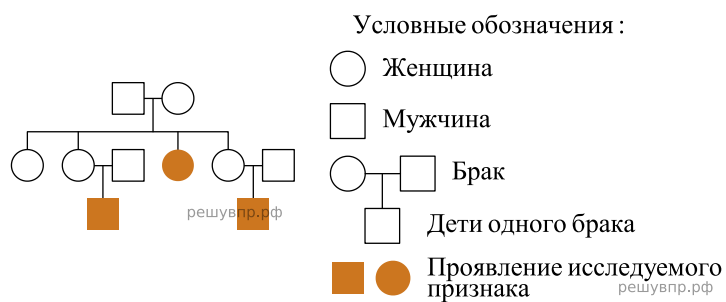 Условные обозначения :
Женщина
Мужчина
Брак
Дети одного брака
Проявление исследуемого
признака
решувпр.рф
решувпр.рф